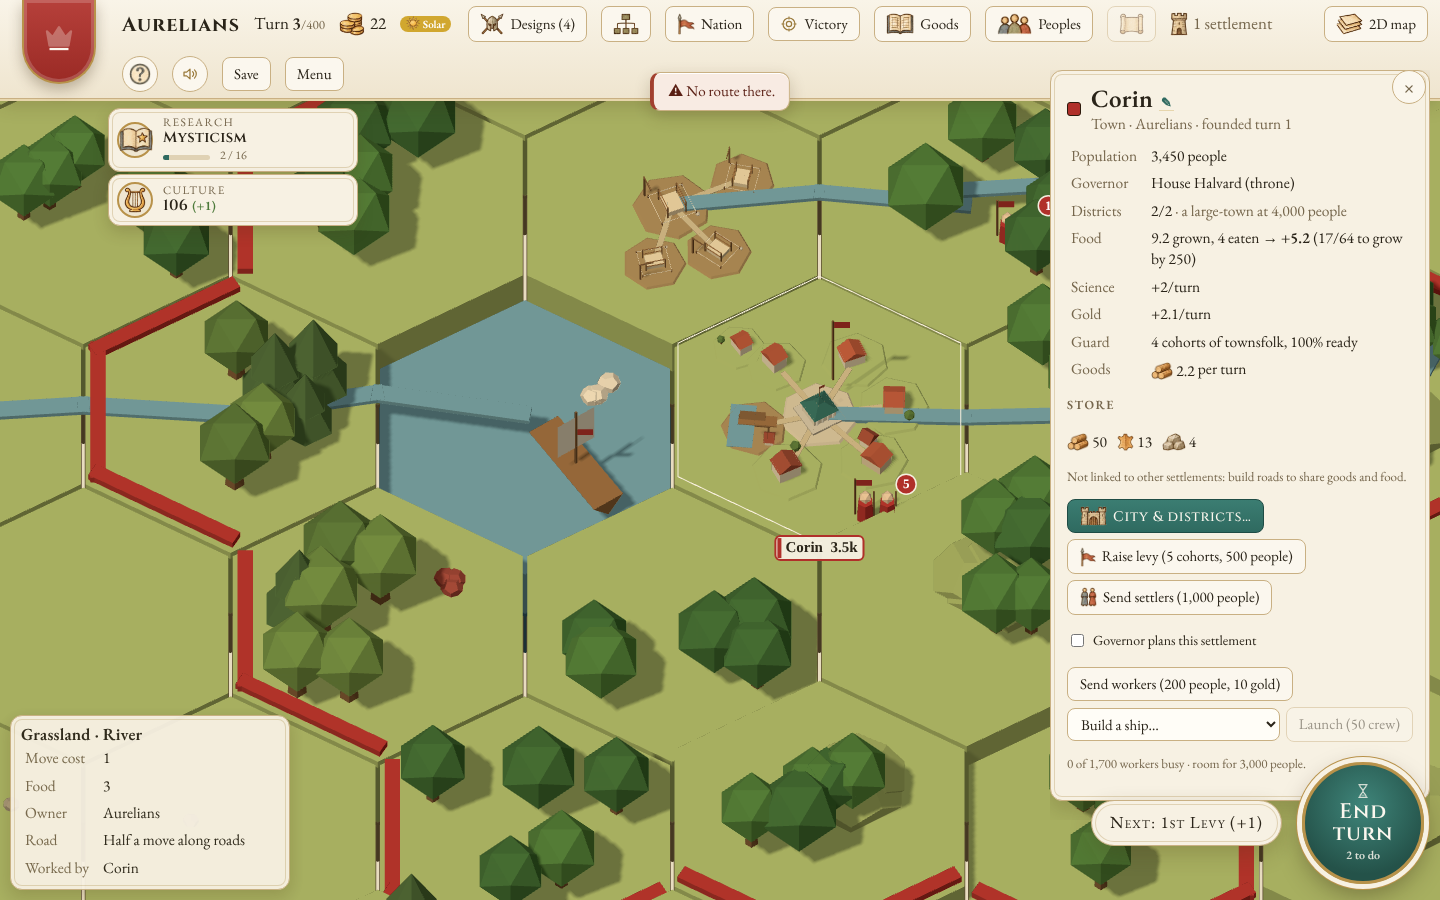 AURELIANS
Turn 3/400
22
Solar
Designs (4)
Nation
Victory
Goods
Peoples
1 settlement
2D map
Save
Menu
No route there.
RESEARCH
MYSTICISM
2 / 16
CULTURE
106 (+1)
Corin
Town · Aurelians · founded turn 1
Population 3,450 people
Governor House Halvard (throne)
Districts 2/2 · a large-town at 4,000 people
Food 9.2 grown, 4 eaten → +5.2 (17/64 to grow
by 250)
Science +2/turn
Gold +2.1/turn
Guard 4 cohorts of townsfolk, 100% ready
Goods 2.2 per turn
STORE
50 13 4
Not linked to other settlements: build roads to share goods and food.
CITY & DISTRICTS...
Raise levy (5 cohorts, 500 people)
Send settlers (1,000 people)
Governor plans this settlement
Send workers (200 people, 10 gold)
Build a ship...
Launch (50 crew)
0 of 1,700 workers busy · room for 3,000 people.
1
5
Corin 3.5k
Grassland · River
Move cost 1
Food 3
Owner Aurelians
Road Half a move along roads
Worked by Corin
NEXT: 1ST LEVY (+1)
END
TURN
2 to do